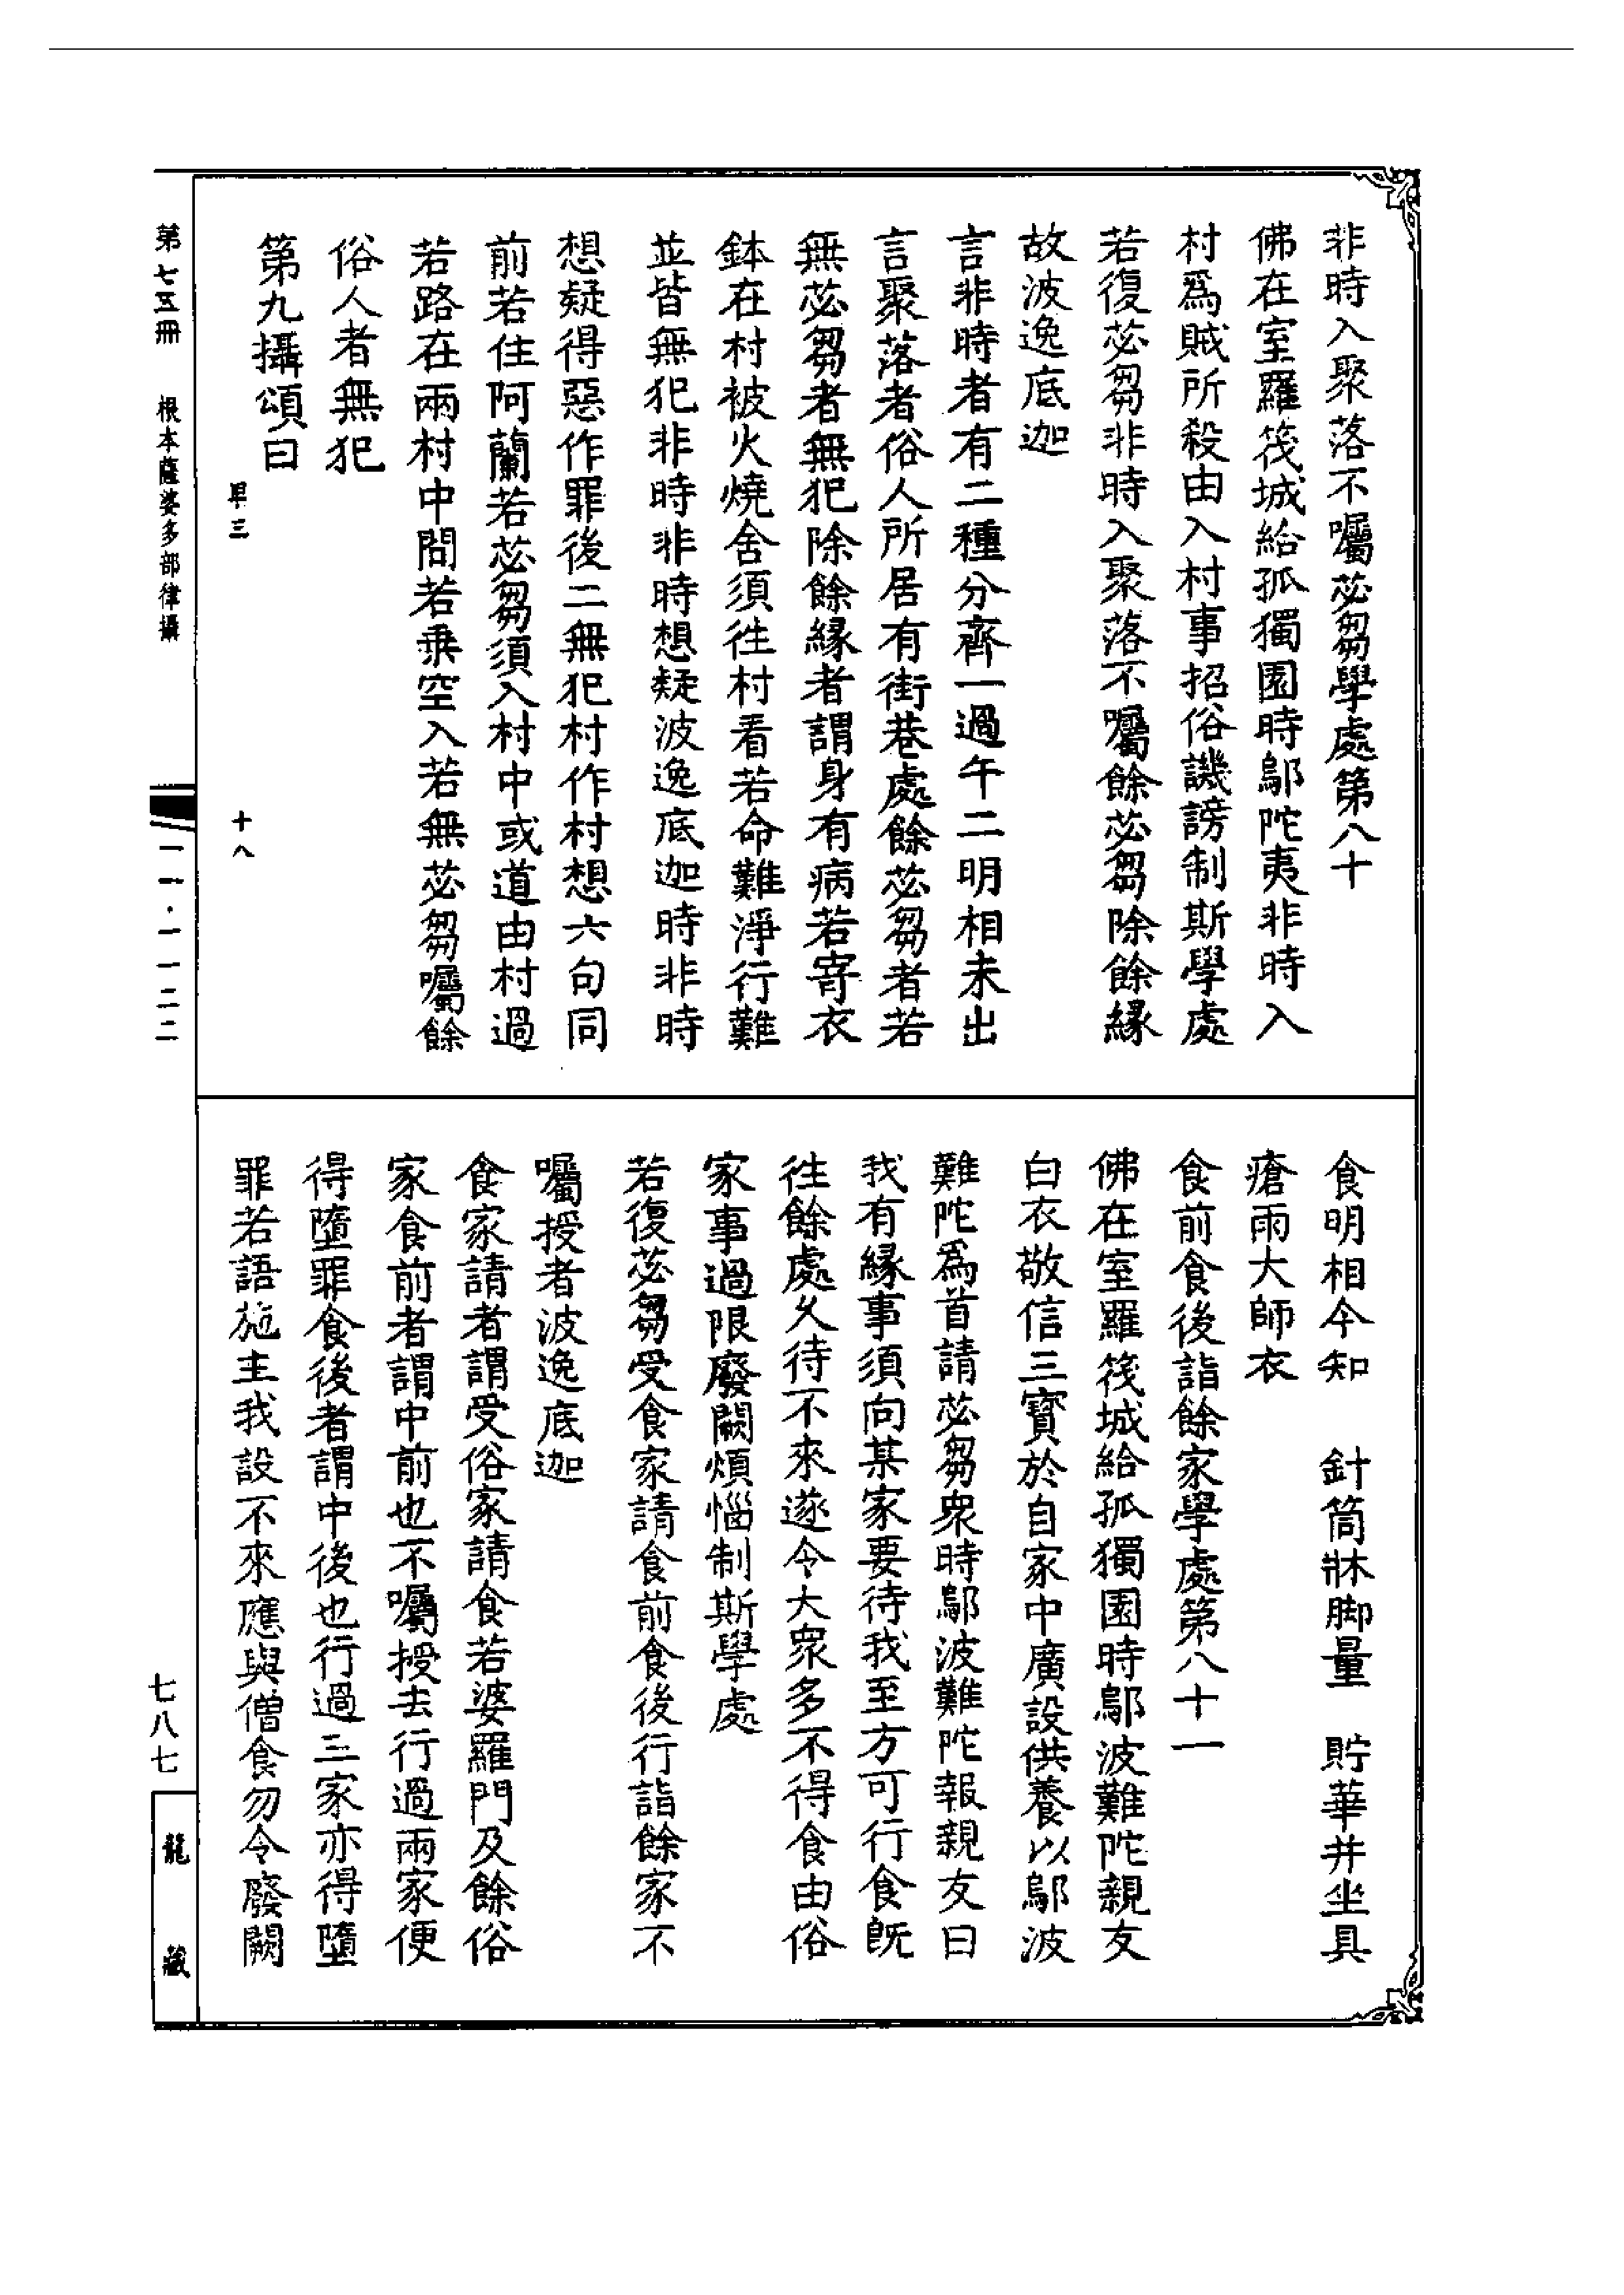 非時入聚落不囑苾芻學處第八十
佛在室羅筏城給孤獨園時鄔陀夷非時入
村爲賊所殺由入村事招俗譏謗制斯學處
若復苾芻非時入聚落不囑餘苾芻除餘緣
故波逸底迦
言非時者有二種分齊一過午二明相未出
言聚落者俗人所居有街巷處餘苾芻者若
無苾芻者無犯除餘緣者謂身有病若寄衣
鉢在村被火燒舍須往村看若命難淨行難
並皆無犯非時非時想疑波逸底迦時非時
想疑得惡作罪後二無犯村作村想六句同
前若住阿蘭若苾芻須入村中或道由村過
若路在兩村中間若乘空入若無苾芻囑餘
俗人者無犯
第九攝頌曰
早三 十八
食明相今知 針筒牀脚量 貯華并坐具
瘡雨大師衣
食前食後詣餘家學處第八十一
佛在室羅筏城給孤獨園時鄔波難陀親友
白衣敬信三寶於自家中廣設供養以鄔波
難陀爲首請苾芻衆時鄔波難陀報親友曰
我有緣事須向某家要待我至方可行食旣
往餘處久待不來遂令大衆多不得食由俗
家事過限廢闕煩惱制斯學處
若復苾芻受食家請食前食後行詣餘家不
囑授者波逸底迦
食家請者謂受俗家請食若婆羅門及餘俗
家食前者謂中前也不囑授去行過兩家便
得墮罪食後者謂中後也行過三家亦得墮
罪若語施主我設不來應與僧食勿令廢闕
第七五冊 根本薩婆多部律攝 一一·一一二二
七八七
龍藏